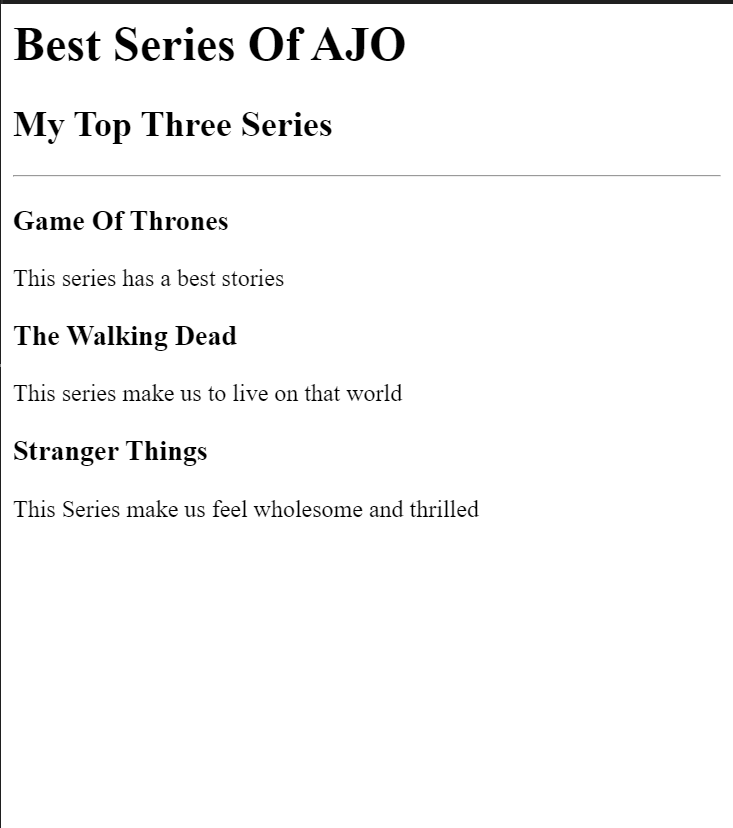 Best Series Of AJO
My Top Three Series
Game Of Thrones
This series has a best stories
The Walking Dead
This series make us to live on that world
Stranger Things
This Series make us feel wholesome and thrilled